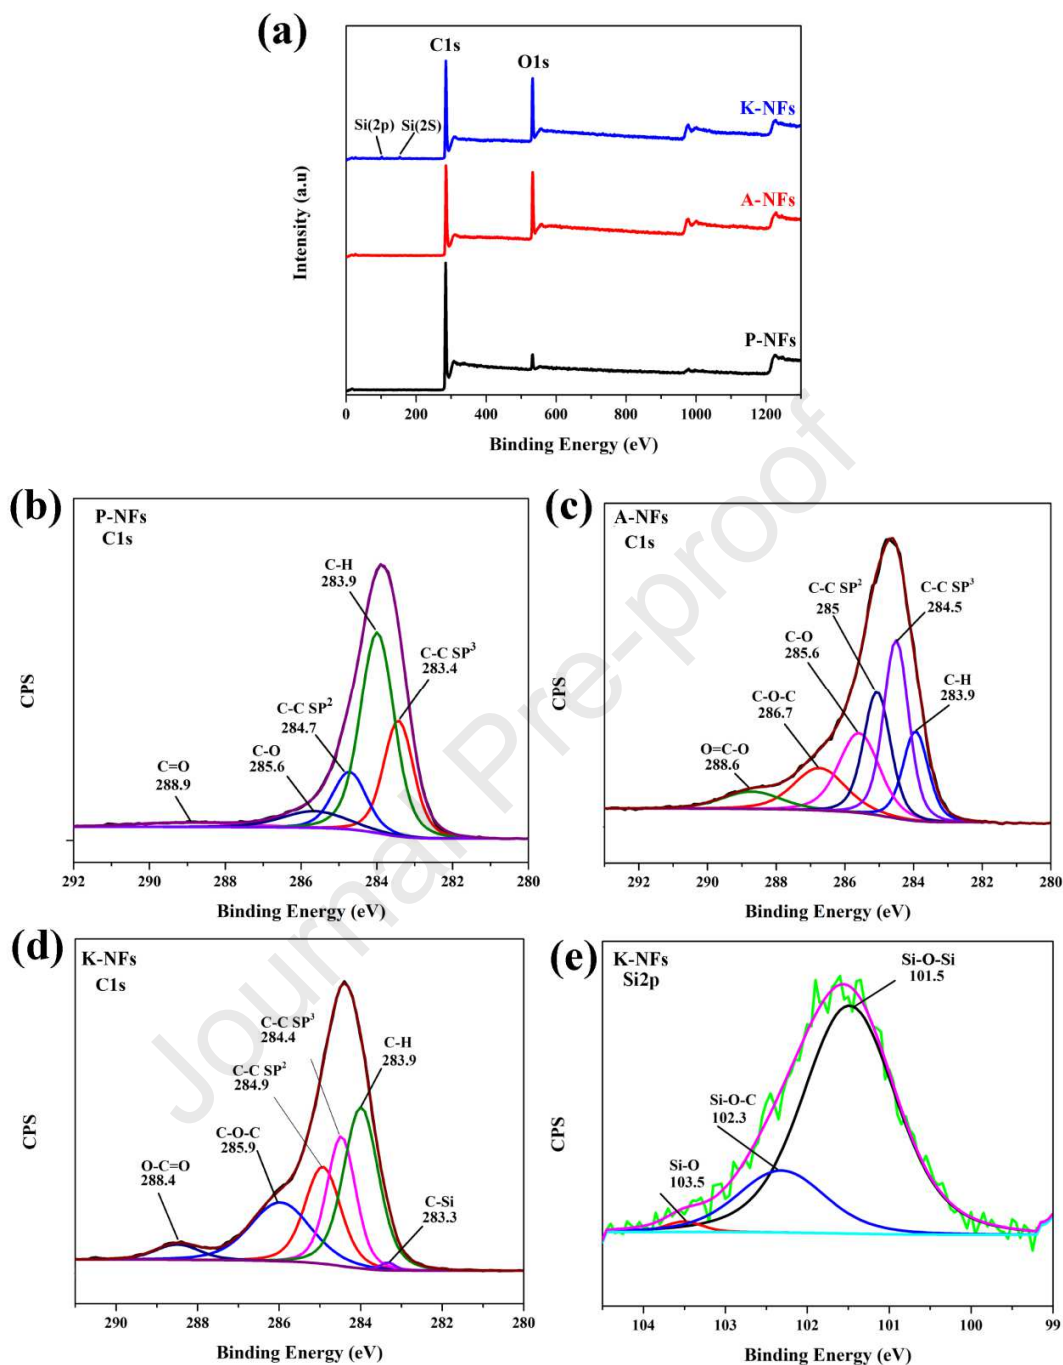 (a)
C1s
O1s
K-NFs
Si(2p)
Si(2S)
A-NFs
P-NFs
Intensity (a.u)
0 200 400 600 800 1000 1200
Binding Energy (eV)
(b)
P-NFs
C1s
C-H
283.9
C-C SP3
283.4
C-C SP2
284.7
C-O
285.6
C=O
288.9
CPS
292 290 288 286 284 282 280
Binding Energy (eV)
(c)
A-NFs
C1s
C-C SP2
285
C-C SP3
284.5
C-O
285.6
C-H
283.9
C-O-C
286.7
O=C-O
288.6
CPS
292 290 288 286 284 282 280
Binding Energy (eV)
(d)
K-NFs
C1s
C-C SP3
284.4
C-H
283.9
C-C SP2
284.9
C-O-C
285.9
O-C=O
288.4
C-Si
283.3
CPS
290 288 286 284 282 280
Binding Energy (eV)
(e)
K-NFs
Si2p
Si-O-Si
101.5
Si-O-C
102.3
Si-O
103.5
CPS
104 103 102 101 100 99
Binding Energy (eV)
Journal Pre-proof